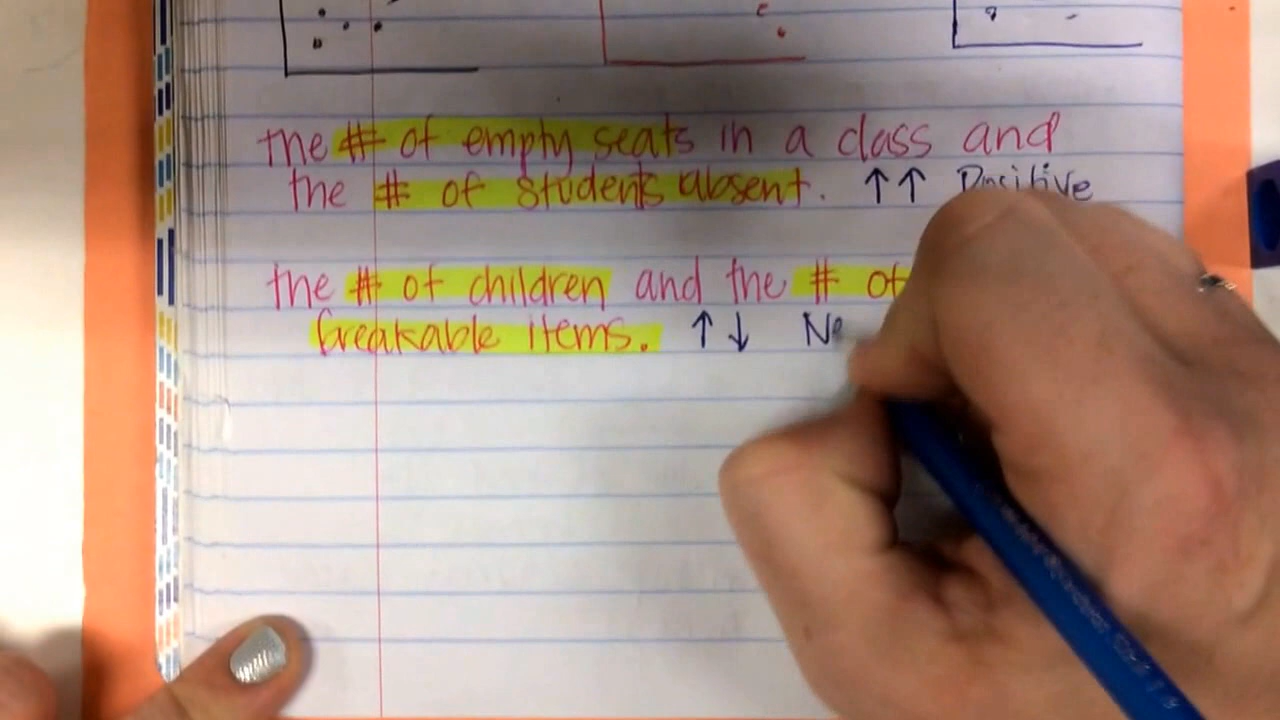 the # of empty seats in a class and
the # of students absent. ↑↑ Positive
the # of children and the # of
breakable items. ↑↓ Ne